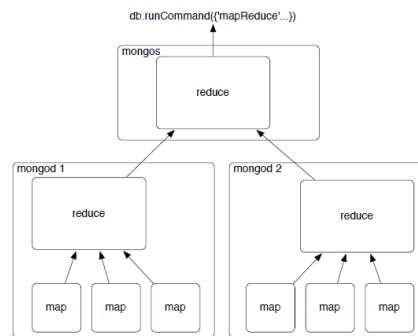 db.runCommand({'mapReduce'...})
mongos
reduce
mongod 1
mongod 2
reduce
reduce
map
map
map
map
map
map